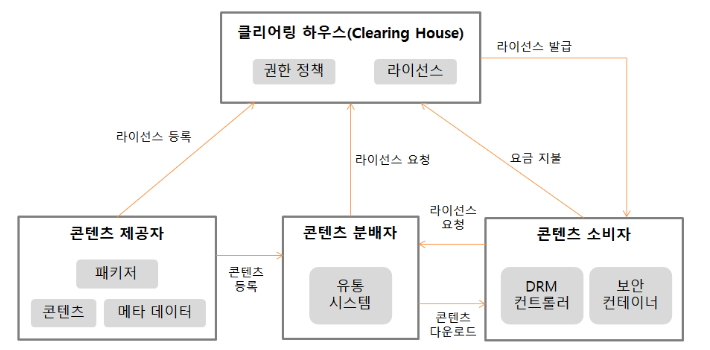 클리어링 하우스(Clearing House)
권한 정책
라이선스
라이선스 발급
라이선스 등록
라이선스 요청
요금 지불
콘텐츠 제공자
패키저
콘텐츠
메타 데이터
콘텐츠
등록
콘텐츠 분배자
유통
시스템
라이선스
요청
콘텐츠
다운로드
콘텐츠 소비자
DRM
컨트롤러
보안
컨테이너